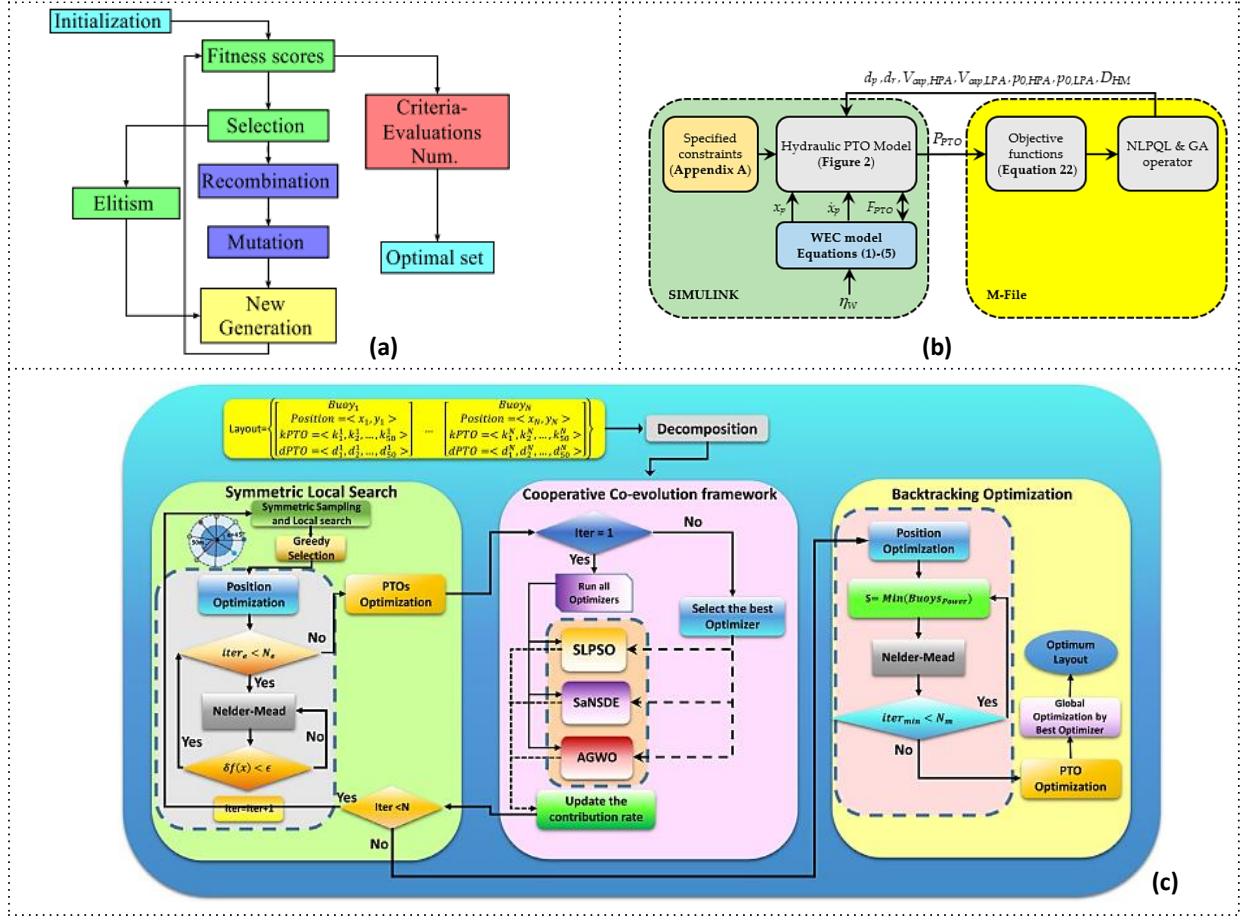 Initialization
Fitness scores
Selection
Recombination
Elitism
Mutation
New
Generation
Criteria-
Evaluations
Num.
Optimal set
(a)
d_p, d_r, V_cap,HPA, V_cap,LPA, p_0,HPA, p_0,LPA, D_HM
Specified
constraints
(Appendix A)
Hydraulic PTO Model
(Figure 2)
P_PTO
Objective
functions
(Equation 22)
NLPQL & GA
operator
x_p
ẋ_p
F_PTO
WEC model
Equations (1)-(5)
η_W
SIMULINK
M-File
(b)
Layout=
Buoy_1
Position =< x_1, y_1 >
kPTO =< k_1^1, k_2^1, ..., k_50^1 >
dPTO =< d_1^1, d_2^1, ..., d_50^1 >
...
Buoy_N
Position =< x_N, y_N >
kPTO =< k_1^N, k_2^N, ..., k_50^N >
dPTO =< d_1^N, d_2^N, ..., d_50^N >
Decomposition
Symmetric Local Search
Symmetric Sampling
and Local search
50m
Greedy
Selection
Position
Optimization
PTOs
Optimization
No
iter_e < N_e
Yes
Nelder-Mead
Yes
No
δf(x) < ϵ
Iter=Iter+1
Yes
Iter <N
No
Cooperative Co-evolution framework
Iter = 1
No
Yes
Run all
Optimizers
Select the best
Optimizer
SLPSO
SaNSDE
AGWO
Update the
contribution rate
Backtracking Optimization
Position
Optimization
S= Min(Buoys_Power)
Nelder-Mead
Yes
iter_min < N_m
No
Optimum
Layout
Global
Optimization by
Best Optimizer
PTO
Optimization
(c)